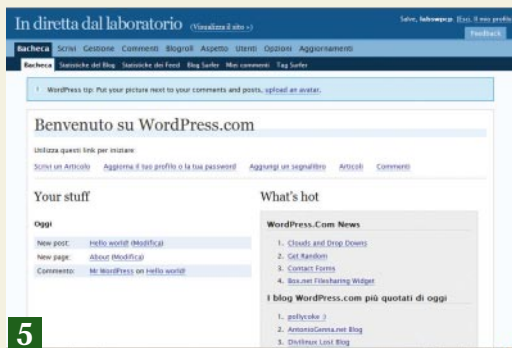 In diretta dal laboratorio (Visualizza il sito »)
Salve, labowpcp. [Esci, Il mio profilo
Feedback
Bacheca Scrivi Gestione Commenti Blogroll Aspetto Utenti Opzioni Aggiornamenti
Bacheca Statistiche del Blog Statistiche dei Feed Blog Surfer Miei commenti Tag Surfer
WordPress tip: Put your picture next to your comments and posts, upload an avatar.
Benvenuto su WordPress.com
Utilizza questi link per iniziare:
Scrivi un Articolo Aggiorna il tuo profilo o la tua password Aggiungi un segnalibro Articoli Commenti
Your stuff
Oggi
New post: Hello world! (Modifica)
New page: About (Modifica)
Commento: Mr WordPress on Hello world!
What's hot
WordPress.Com News
1. Clouds and Drop Downs
2. Get Random
3. Contact Forms
4. Box.net Filesharing Widget
I blog WordPress.com più quotati di oggi
1. pollycoke :)
2. AntonioGenna.net Blog
3. Divilinux Lost Blog
5